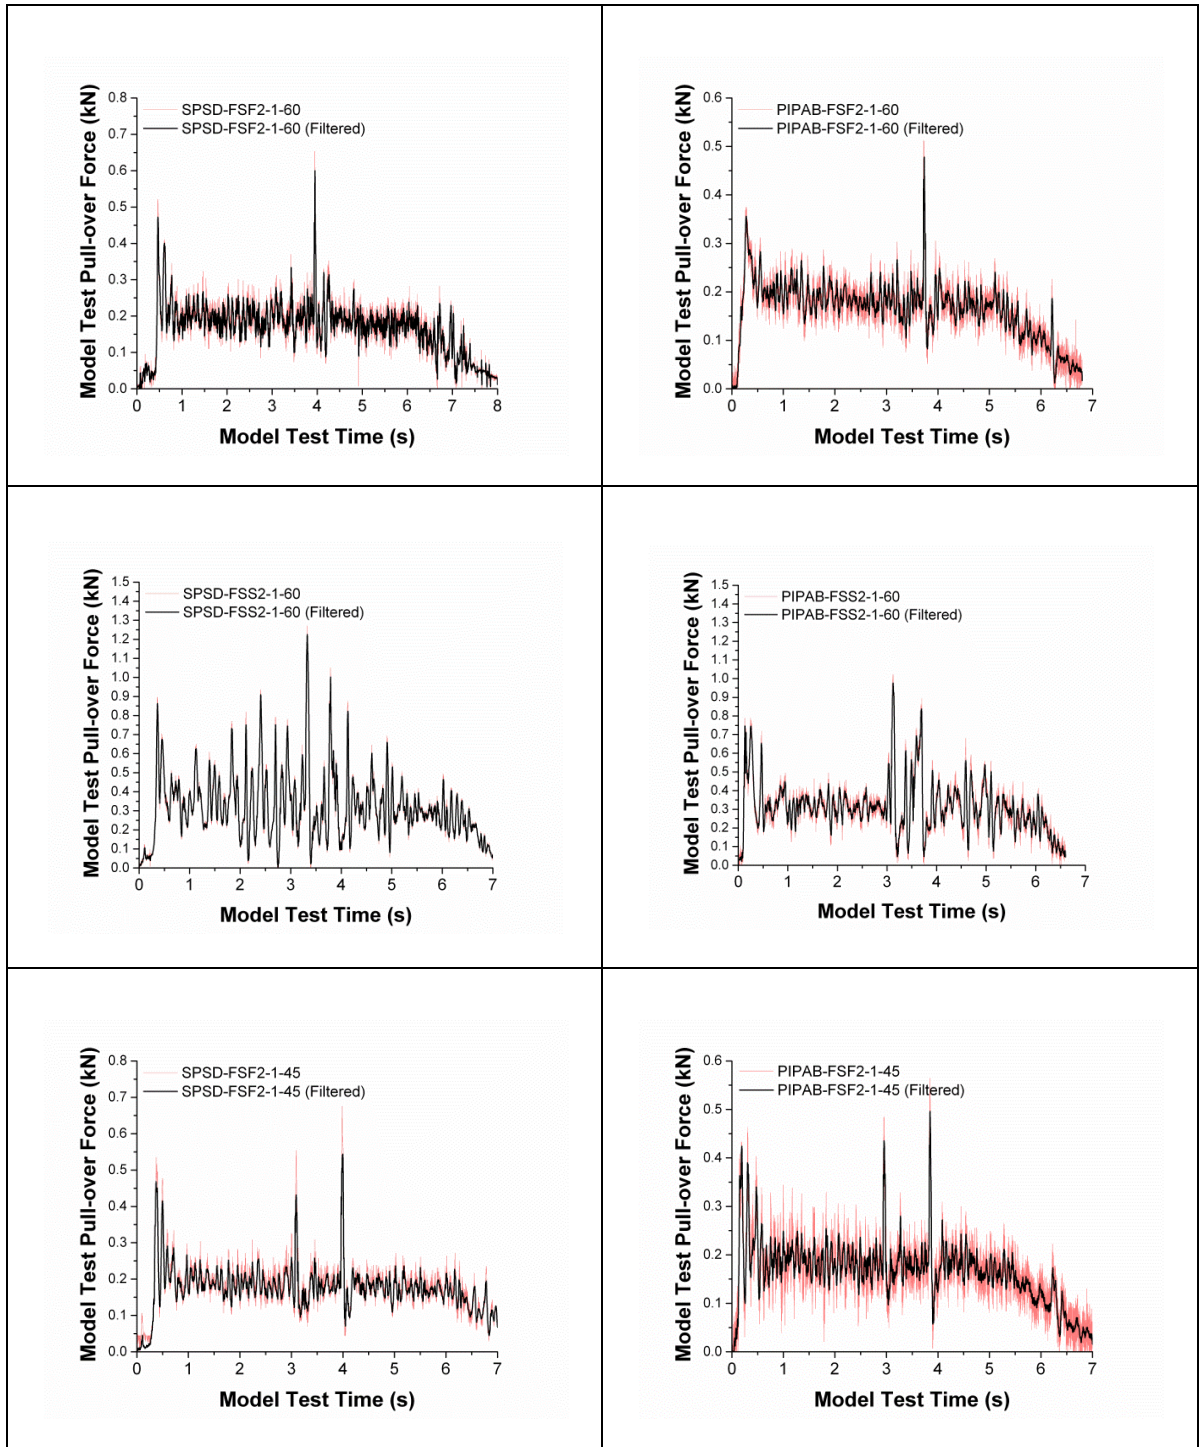 Model Test Pull-over Force (kN)
0.8
0.7
0.6
0.5
0.4
0.3
0.2
0.1
0.0
SPSD-FSF2-1-60
SPSD-FSF2-1-60 (Filtered)
0 1 2 3 4 5 6 7 8
Model Test Time (s)
Model Test Pull-over Force (kN)
0.6
0.5
0.4
0.3
0.2
0.1
0.0
PIPAB-FSF2-1-60
PIPAB-FSF2-1-60 (Filtered)
0 1 2 3 4 5 6 7
Model Test Time (s)
Model Test Pull-over Force (kN)
1.5
1.4
1.3
1.2
1.1
1.0
0.9
0.8
0.7
0.6
0.5
0.4
0.3
0.2
0.1
0.0
SPSD-FSS2-1-60
SPSD-FSS2-1-60 (Filtered)
0 1 2 3 4 5 6 7
Model Test Time (s)
Model Test Pull-over Force (kN)
1.5
1.4
1.3
1.2
1.1
1.0
0.9
0.8
0.7
0.6
0.5
0.4
0.3
0.2
0.1
0.0
PIPAB-FSS2-1-60
PIPAB-FSS2-1-60 (Filtered)
0 1 2 3 4 5 6 7
Model Test Time (s)
Model Test Pull-over Force (kN)
0.8
0.7
0.6
0.5
0.4
0.3
0.2
0.1
0.0
SPSD-FSF2-1-45
SPSD-FSF2-1-45 (Filtered)
0 1 2 3 4 5 6 7
Model Test Time (s)
Model Test Pull-over Force (kN)
0.6
0.5
0.4
0.3
0.2
0.1
0.0
PIPAB-FSF2-1-45
PIPAB-FSF2-1-45 (Filtered)
0 1 2 3 4 5 6 7
Model Test Time (s)